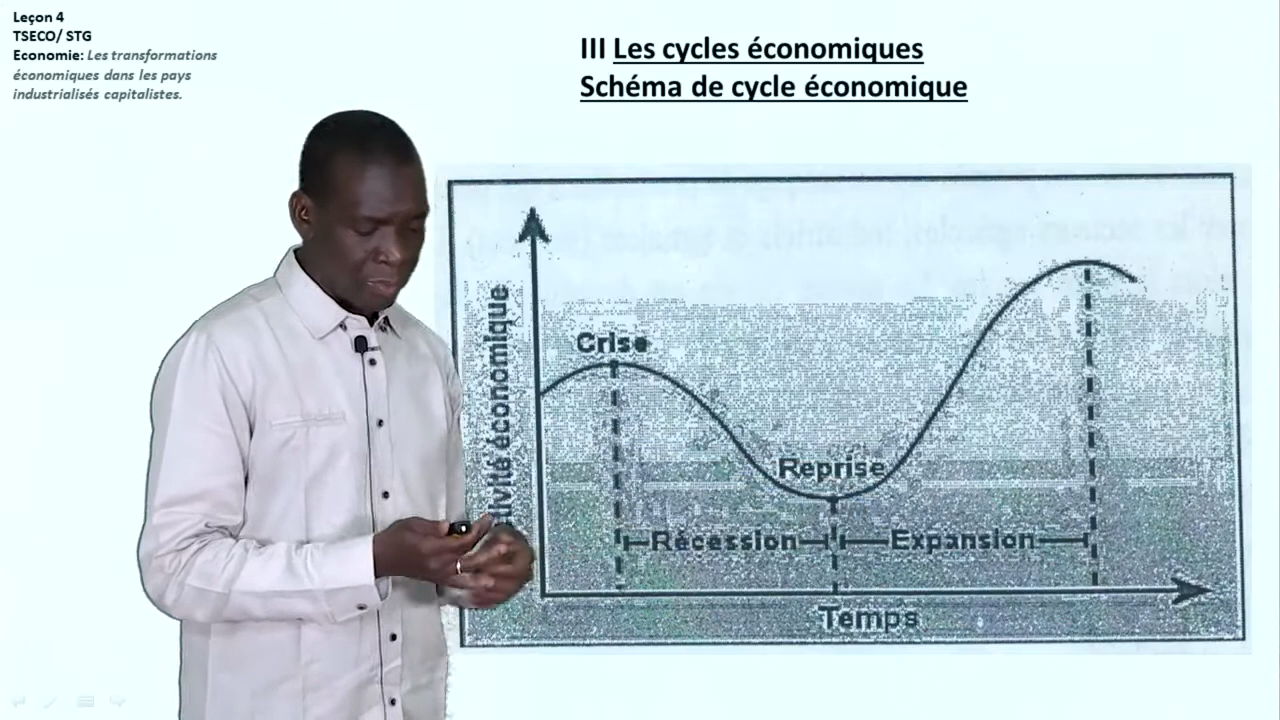 Leçon 4
TSECO/ STG
Economie: Les transformations
économiques dans les pays
industrialisés capitalistes.
III Les cycles économiques
Schéma de cycle économique
économique
Crise
Reprise
Récession
Expansion
Temps